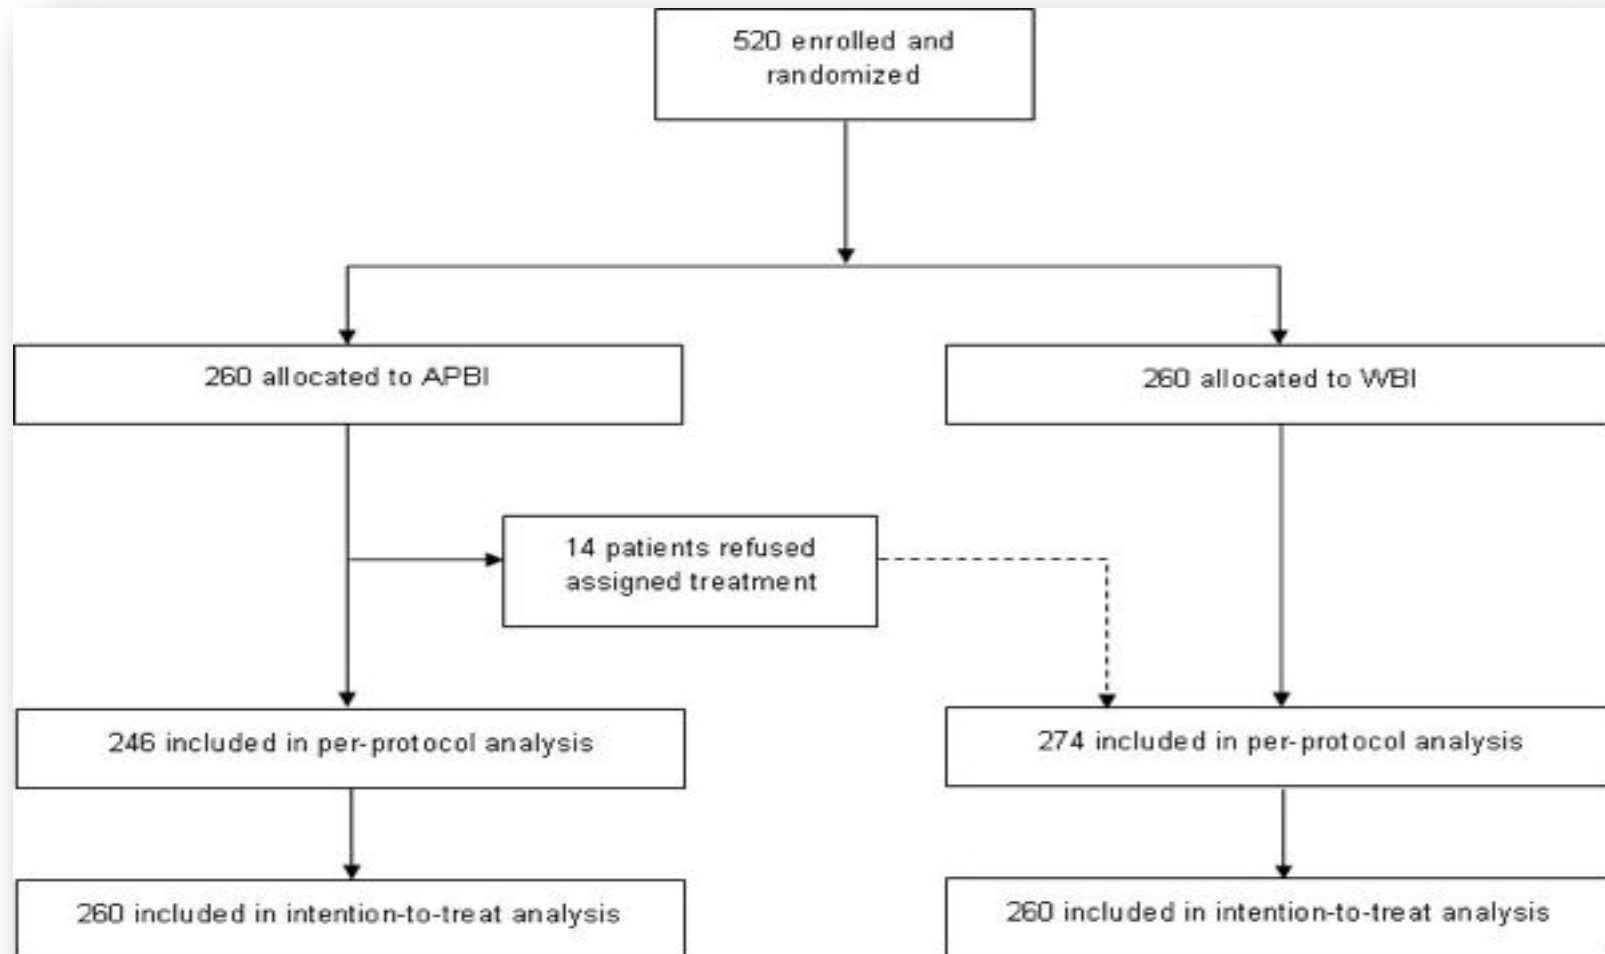 520 enrolled and
randomized
260 allocated to APBI
260 allocated to WBI
14 patients refused
assigned treatment
246 included in per-protocol analysis
274 included in per-protocol analysis
260 included in intention-to-treat analysis
260 included in intention-to-treat analysis